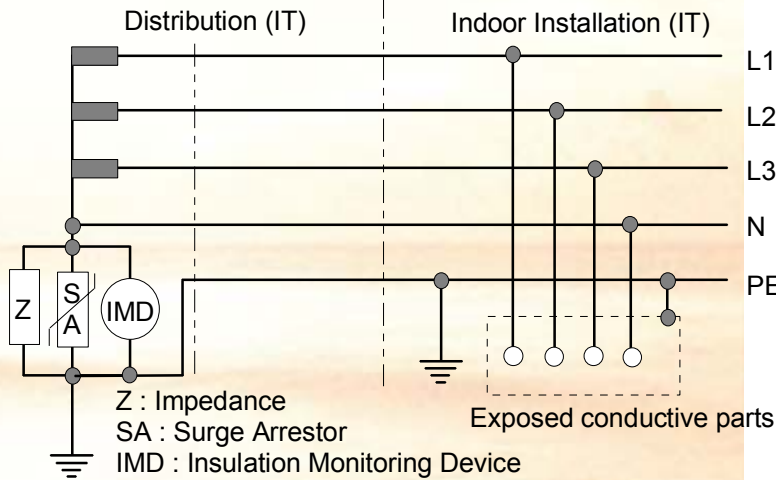 Distribution (IT)
Indoor Installation (IT)
L1
L2
L3
N
PE
Z
S
A
IMD
Z : Impedance
SA : Surge Arrestor
IMD : Insulation Monitoring Device
Exposed conductive parts